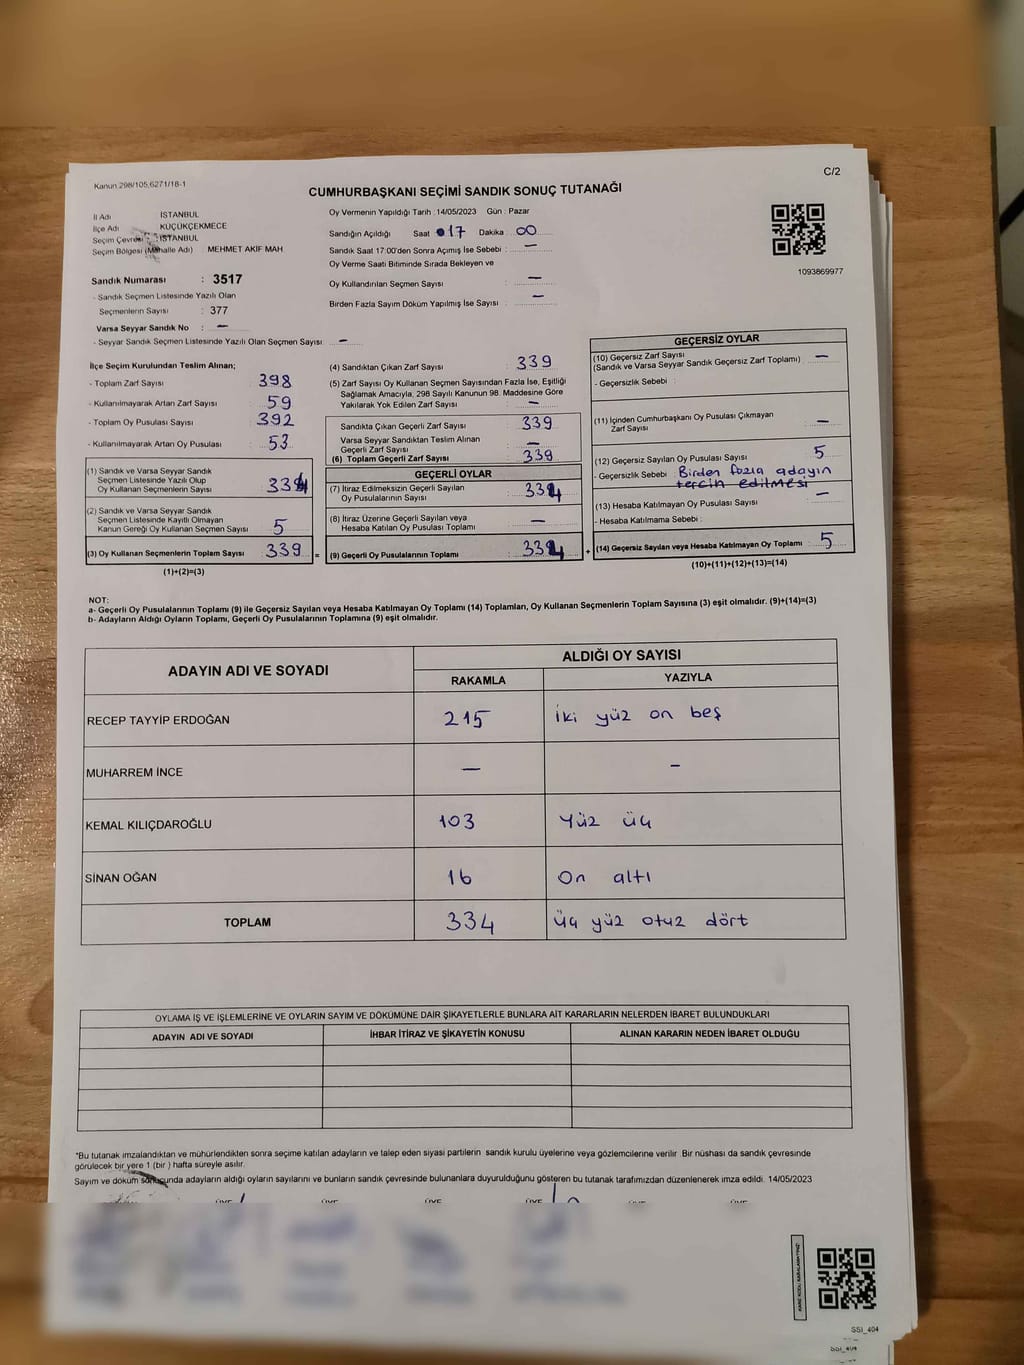 Kanun 298/105,6271/18-1
C/2
CUMHURBAŞKANI SEÇİMİ SANDIK SONUÇ TUTANAĞI
İl Adı İSTANBUL
İlçe Adı KÜÇÜKÇEKMECE
Seçim Çevresi : İSTANBUL
Seçim Bölgesi (Mahalle Adı) MEHMET AKİF MAH
Oy Vermenin Yapıldığı Tarih :14/05/2023 Gün : Pazar
Sandığın Açıldığı Saat 17 Dakika 00
Sandık Saat 17:00'den Sonra Açımış İse Sebebi : —
Oy Verme Saati Bitiminde Sırada Bekleyen ve
Oy Kullandırılan Seçmen Sayısı : —
Birden Fazla Sayım Döküm Yapılmış İse Sayısı : —
1093869977
Sandık Numarası : 3517
- Sandık Seçmen Listesinde Yazılı Olan
Seçmenlerin Sayısı : 377
Varsa Seyyar Sandık No : —
- Seyyar Sandık Seçmen Listesinde Yazılı Olan Seçmen Sayısı : —
İlçe Seçim Kurulundan Teslim Alınan;
- Toplam Zarf Sayısı : 398
- Kullanılmayarak Artan Zarf Sayısı : 59
- Toplam Oy Pusulası Sayısı : 392
- Kullanılmayarak Artan Oy Pusulası : 53
(1) Sandık ve Varsa Seyyar Sandık
Seçmen Listesinde Yazılı Olup
Oy Kullanan Seçmenlerin Sayısı : 334
(2) Sandık ve Varsa Seyyar Sandık
Seçmen Listesinde Kayıtlı Olmayan
Kanun Gereği Oy Kullanan Seçmen Sayısı : 5
(3) Oy Kullanan Seçmenlerin Toplam Sayısı : 339 =
(1)+(2)=(3)
(4) Sandıktan Çıkan Zarf Sayısı : 339
(5) Zarf Sayısı Oy Kullanan Seçmen Sayısından Fazla İse, Eşitliği
Sağlamak Amacıyla, 298 Sayılı Kanunun 98. Maddesine Göre
Yakılarak Yok Edilen Zarf Sayısı : —
Sandıkta Çıkan Geçerli Zarf Sayısı : 339
Varsa Seyyar Sandıktan Teslim Alınan
Geçerli Zarf Sayısı : —
(6) Toplam Geçerli Zarf Sayısı : 339
GEÇERLİ OYLAR
(7) İtiraz Edilmeksizin Geçerli Sayılan
Oy Pusulalarının Sayısı : 334
(8) İtiraz Üzerine Geçerli Sayılan veya
Hesaba Katılan Oy Pusulası Toplamı : —
(9) Geçerli Oy Pusulalarının Toplamı : 334 +
GEÇERSİZ OYLAR
(10) Geçersiz Zarf Sayısı
(Sandık ve Varsa Seyyar Sandık Geçersiz Zarf Toplamı) : —
- Geçersizlik Sebebi :
(11) İçinden Cumhurbaşkanı Oy Pusulası Çıkmayan
Zarf Sayısı : —
(12) Geçersiz Sayılan Oy Pusulası Sayısı : 5
- Geçersizlik Sebebi : Birden fazla adayın
tercih edilmesi
(13) Hesaba Katılmayan Oy Pusulası Sayısı : —
- Hesaba Katılmama Sebebi :
(14) Geçersiz Sayılan veya Hesaba Katılmayan Oy Toplamı : 5
(10)+(11)+(12)+(13)=(14)
NOT:
a- Geçerli Oy Pusulalarının Toplamı (9) ile Geçersiz Sayılan veya Hesaba Katılmayan Oy Toplamı (14) Toplamları, Oy Kullanan Seçmenlerin Toplam Sayısına (3) eşit olmalıdır. (9)+(14)=(3)
b- Adayların Aldığı Oyların Toplamı, Geçerli Oy Pusulalarının Toplamına (9) eşit olmalıdır.
ADAYIN ADI VE SOYADI ALDIĞI OY SAYISI
RAKAMLA YAZIYLA
RECEP TAYYİP ERDOĞAN 215 iki yüz on beş
MUHARREM İNCE — —
KEMAL KILIÇDAROĞLU 103 Yüz üç
SİNAN OĞAN 16 On altı
TOPLAM 334 üç yüz otuz dört
OYLAMA İŞ VE İŞLEMLERİNE VE OYLARIN SAYIM VE DÖKÜMÜNE DAİR ŞİKAYETLERLE BUNLARA AİT KARARLARIN NELERDEN İBARET BULUNDUKLARI
ADAYIN ADI VE SOYADI İHBAR İTİRAZ VE ŞİKAYETİN KONUSU ALINAN KARARIN NEDEN İBARET OLDUĞU
*Bu tutanak imzalandıktan ve mühürlendikten sonra seçime katılan adayların ve talep eden siyasi partilerin sandık kurulu üyelerine veya gözlemcilerine verilir. Bir nüshası da sandık çevresinde
görülecek bir yere 1 (bir ) hafta süreyle asılır.
Sayım ve döküm sonucunda adayların aldığı oyların sayılarını ve bunların sandık çevresinde bulunanlara duyurulduğunu gösteren bu tutanak tarafımızdan düzenlenerek imza edildi. 14/05/2023
ÜYE ÜYE ÜYE ÜYE ÜYE ÜYE
SSI_404
SSI_404